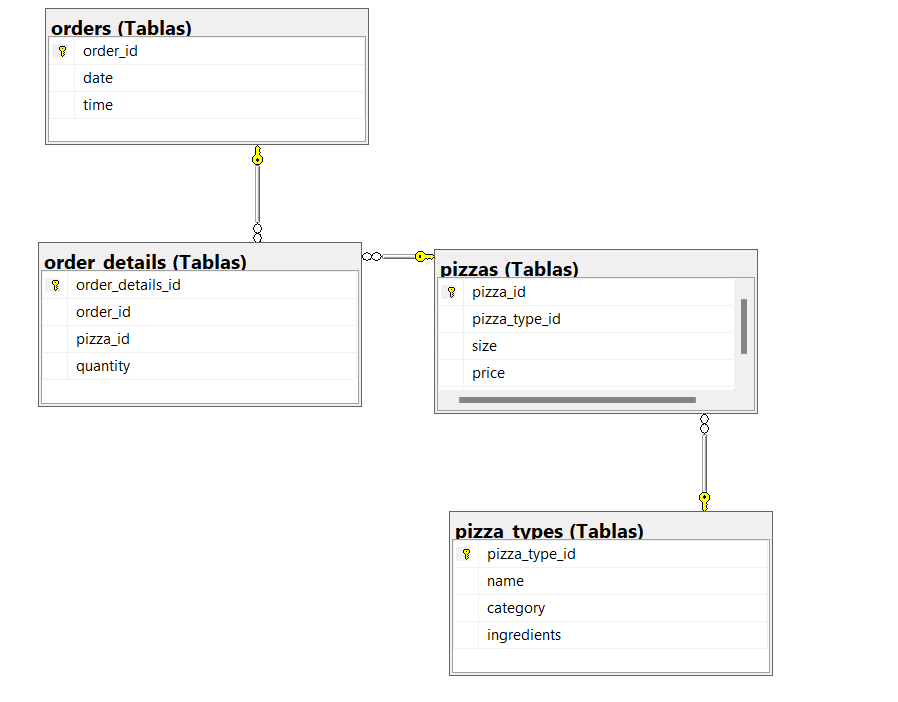 orders (Tablas)
order_id
date
time
order_details (Tablas)
order_details_id
order_id
pizza_id
quantity
pizzas (Tablas)
pizza_id
pizza_type_id
size
price
pizza_types (Tablas)
pizza_type_id
name
category
ingredients